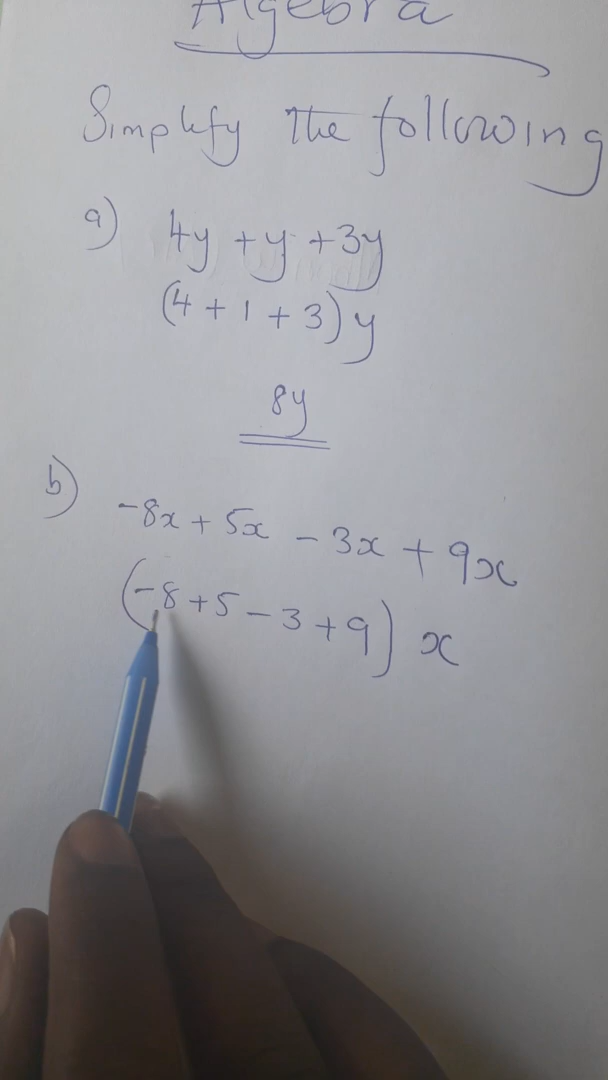 Algebra
Simplify the following
a) 4y + y + 3y
(4 + 1 + 3) y
8y
b) -8x + 5x - 3x + 9x
(-8 + 5 - 3 + 9) x